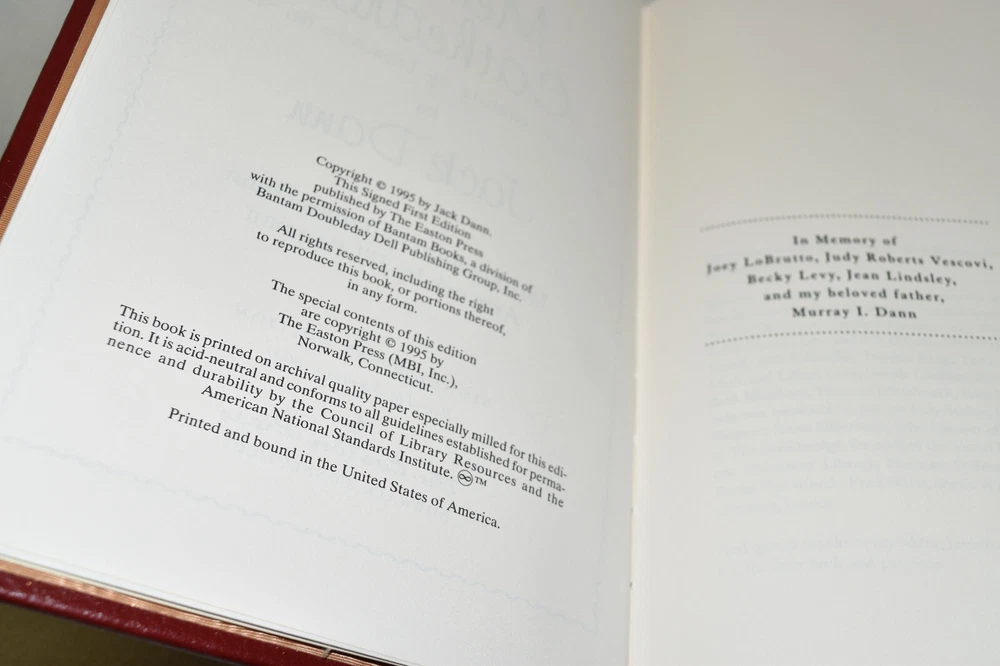 Copyright © 1995 by Jack Dann.
This Signed First Edition
published by The Easton Press
with the permission of Bantam Books, a division of
Bantam Doubleday Dell Publishing Group, Inc.
All rights reserved, including the right
to reproduce this book, or portions thereof,
in any form.
The special contents of this edition
are copyright © 1995 by
The Easton Press (MBI, Inc.),
Norwalk, Connecticut.
This book is printed on archival quality paper especially milled for this edi-
tion. It is acid-neutral and conforms to all guidelines established for perma-
nence and durability by the Council of Library Resources and the
American National Standards Institute. ♾™
Printed and bound in the United States of America.
In Memory of
Joey LoBrutto, Judy Roberts Vescovi,
Becky Levy, Jean Lindsley,
and my beloved father,
Murray I. Dann